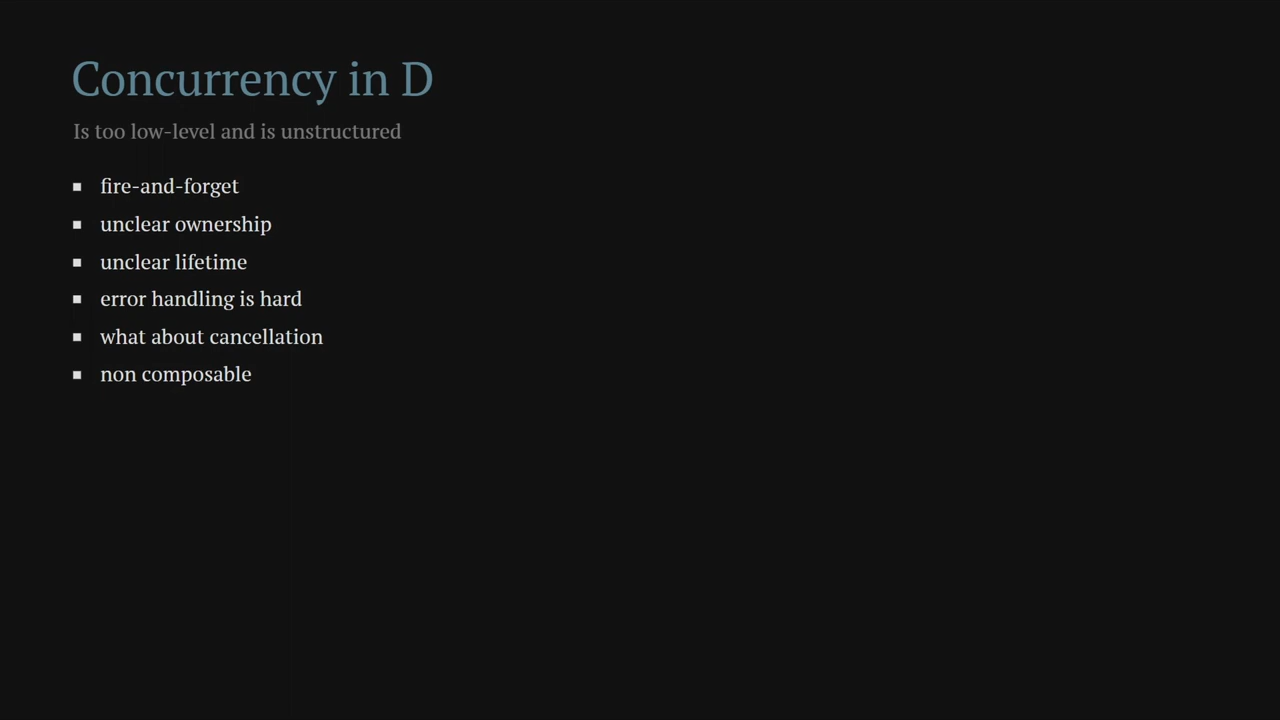 Concurrency in D
Is too low-level and is unstructured
fire-and-forget
unclear ownership
unclear lifetime
error handling is hard
what about cancellation
non composable